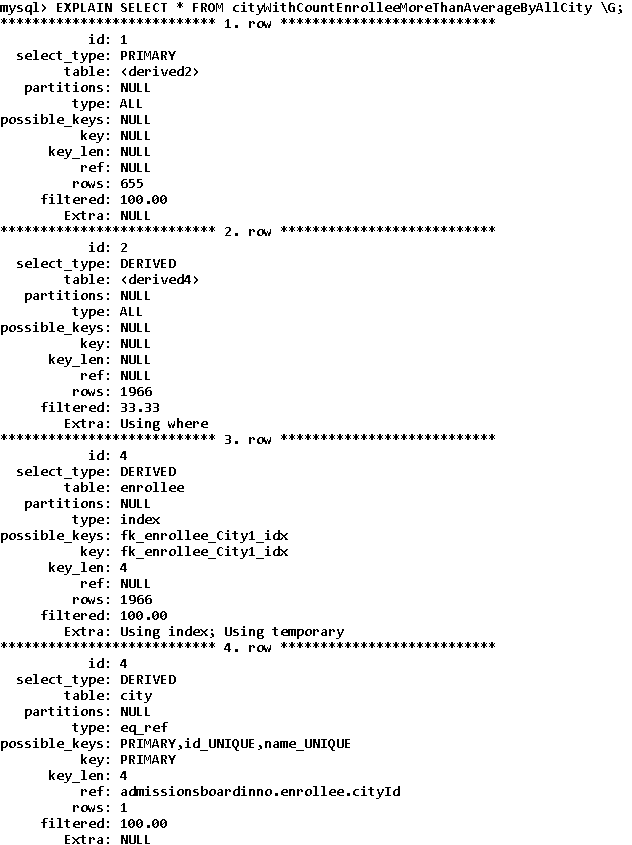 mysql> EXPLAIN SELECT * FROM cityWithCountEnrolleeMoreThanAverageByAllCity \G;
*************************** 1. row ***************************
id: 1
select_type: PRIMARY
table: <derived2>
partitions: NULL
type: ALL
possible_keys: NULL
key: NULL
key_len: NULL
ref: NULL
rows: 655
filtered: 100.00
Extra: NULL
*************************** 2. row ***************************
id: 2
select_type: DERIVED
table: <derived4>
partitions: NULL
type: ALL
possible_keys: NULL
key: NULL
key_len: NULL
ref: NULL
rows: 1966
filtered: 33.33
Extra: Using where
*************************** 3. row ***************************
id: 4
select_type: DERIVED
table: enrollee
partitions: NULL
type: index
possible_keys: fk_enrollee_City1_idx
key: fk_enrollee_City1_idx
key_len: 4
ref: NULL
rows: 1966
filtered: 100.00
Extra: Using index; Using temporary
*************************** 4. row ***************************
id: 4
select_type: DERIVED
table: city
partitions: NULL
type: eq_ref
possible_keys: PRIMARY,id_UNIQUE,name_UNIQUE
key: PRIMARY
key_len: 4
ref: admissionsboardinno.enrollee.cityId
rows: 1
filtered: 100.00
Extra: NULL